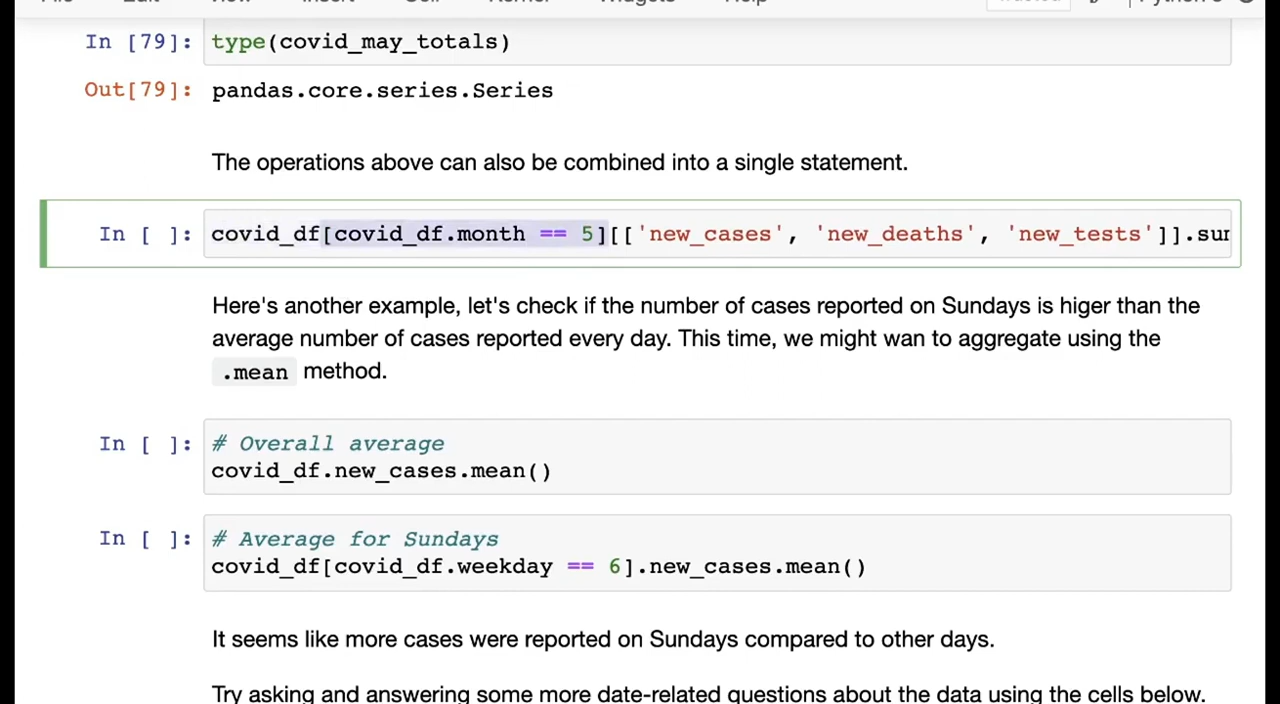 Help
In [79]: type(covid_may_totals)
Out[79]: pandas.core.series.Series
The operations above can also be combined into a single statement.
In [ ]: covid_df[covid_df.month == 5][['new_cases', 'new_deaths', 'new_tests']].sum
Here's another example, let's check if the number of cases reported on Sundays is higer than the
average number of cases reported every day. This time, we might wan to aggregate using the
.mean method.
In [ ]: # Overall average
covid_df.new_cases.mean()
In [ ]: # Average for Sundays
covid_df[covid_df.weekday == 6].new_cases.mean()
It seems like more cases were reported on Sundays compared to other days.
Try asking and answering some more date-related questions about the data using the cells below.